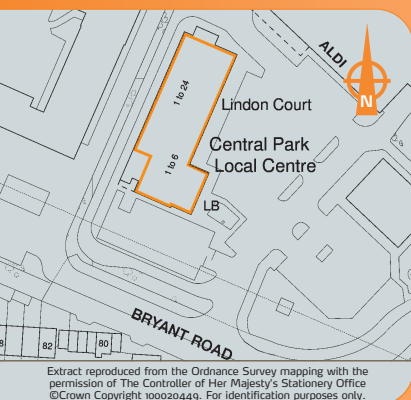 ALDI
N
1 to 24
Lindon Court
Central Park
Local Centre
1 to 6
LB
BRYANT ROAD
8
82
80
Extract reproduced from the Ordnance Survey mapping with the
permission of The Controller of Her Majesty's Stationery Office
©Crown Copyright 100020449. For identification purposes only.